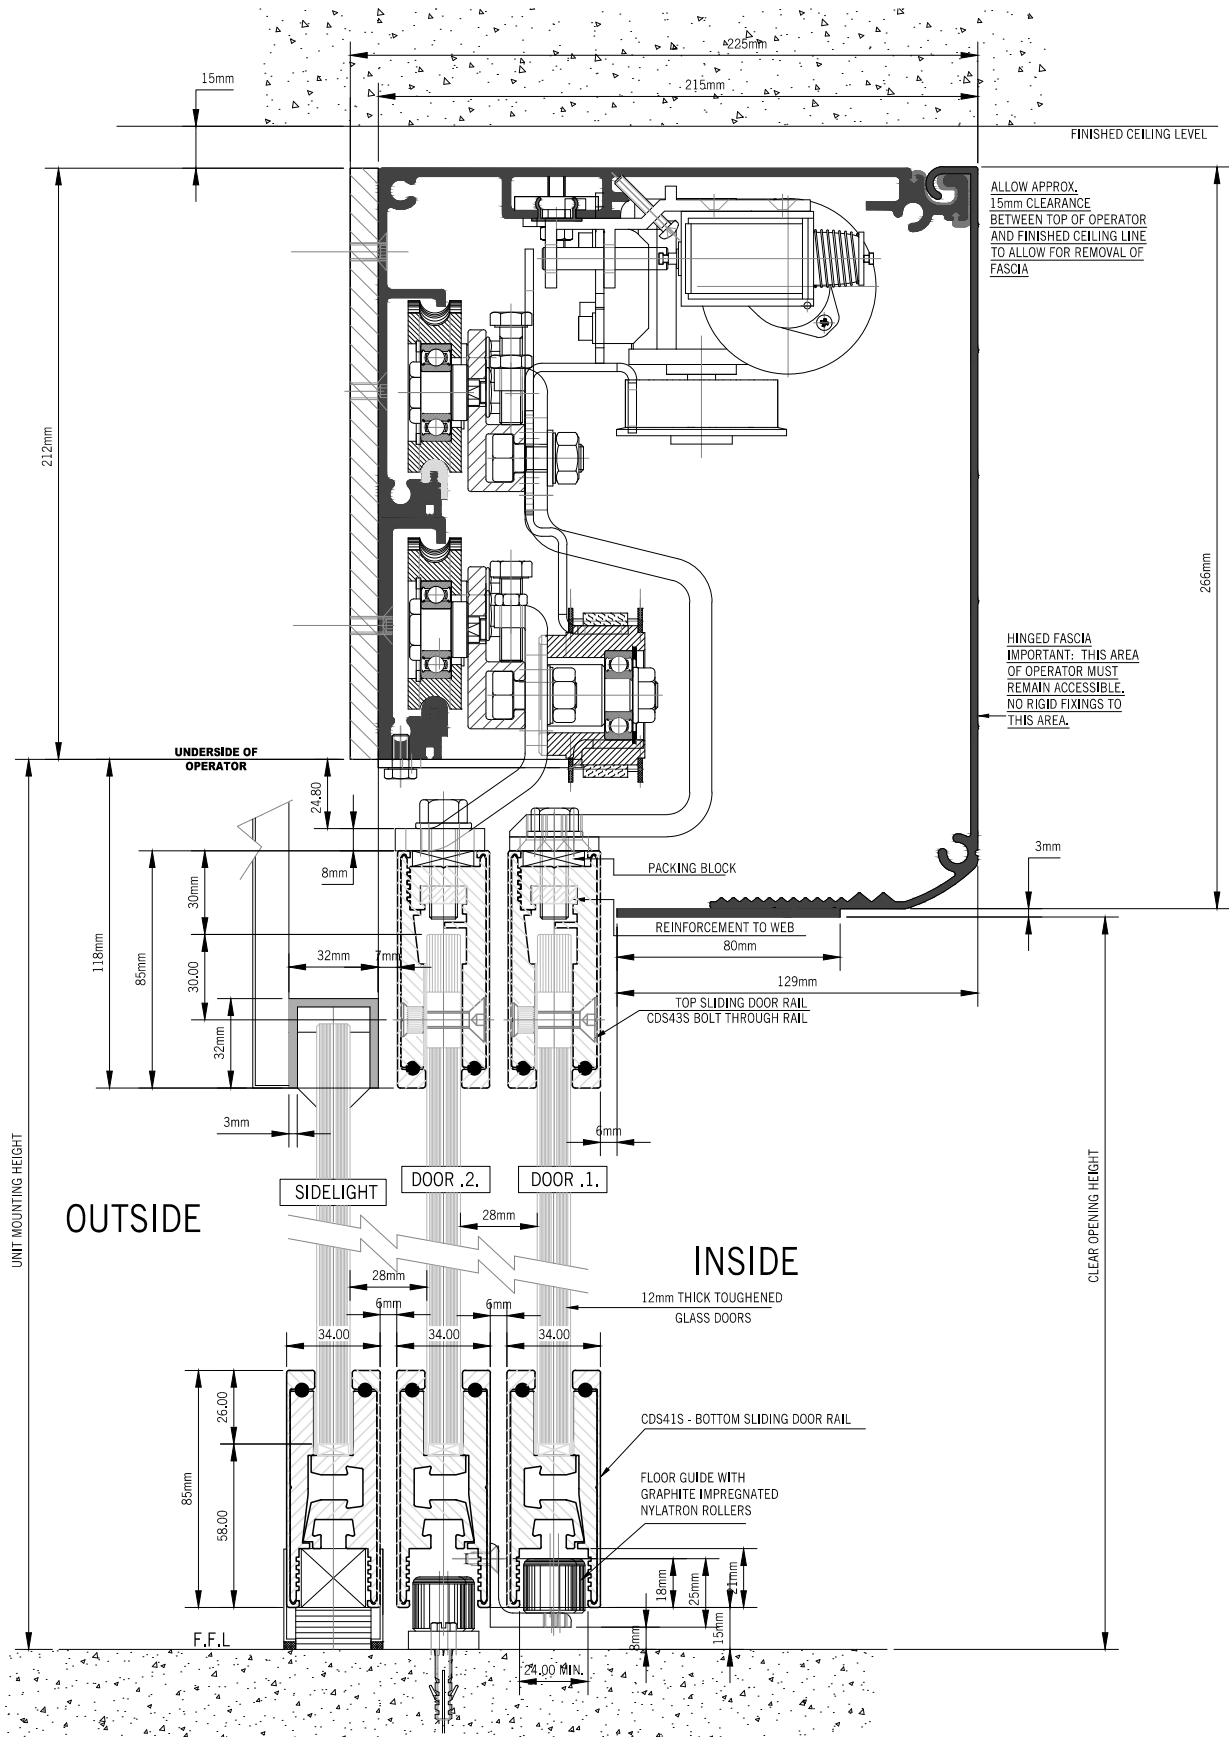 225mm
15mm
215mm
FINISHED CEILING LEVEL
ALLOW APPROX.
15mm CLEARANCE
BETWEEN TOP OF OPERATOR
AND FINISHED CEILING LINE
TO ALLOW FOR REMOVAL OF
FASCIA
212mm
266mm
HINGED FASCIA
IMPORTANT: THIS AREA
OF OPERATOR MUST
REMAIN ACCESSIBLE.
NO RIGID FIXINGS TO
THIS AREA.
UNDERSIDE OF
OPERATOR
24.80
8mm
3mm
PACKING BLOCK
30mm
REINFORCEMENT TO WEB
80mm
118mm
85mm
30.00
32mm
7mm
129mm
TOP SLIDING DOOR RAIL
CDS43S BOLT THROUGH RAIL
32mm
3mm
6mm
UNIT MOUNTING HEIGHT
SIDELIGHT
DOOR .2.
DOOR .1.
OUTSIDE
28mm
INSIDE
CLEAR OPENING HEIGHT
28mm
12mm THICK TOUGHENED
GLASS DOORS
6mm
6mm
34.00
34.00
34.00
26.00
CDS41S - BOTTOM SLIDING DOOR RAIL
85mm
58.00
FLOOR GUIDE WITH
GRAPHITE IMPREGNATED
NYLATRON ROLLERS
18mm
25mm
21mm
8mm
15mm
F.F.L
24.00 MIN.